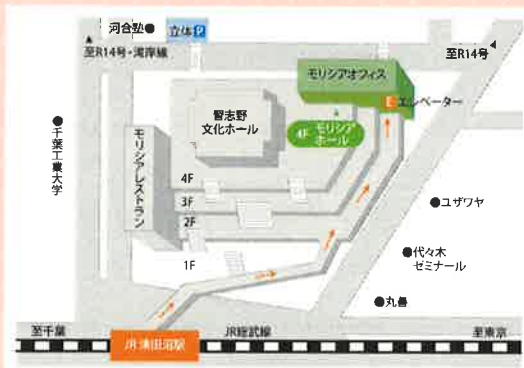 河合塾
立体P
至R14号・湾岸線
至R14号
モリシアオフィス
E エレベーター
習志野
文化ホール
4F モリシア
ホール
千葉工業大学
モリシアレストラン
4F
3F
2F
1F
ユザワヤ
代々木
ゼミナール
丸善
至千葉
JR総武線
至東京
JR 津田沼駅